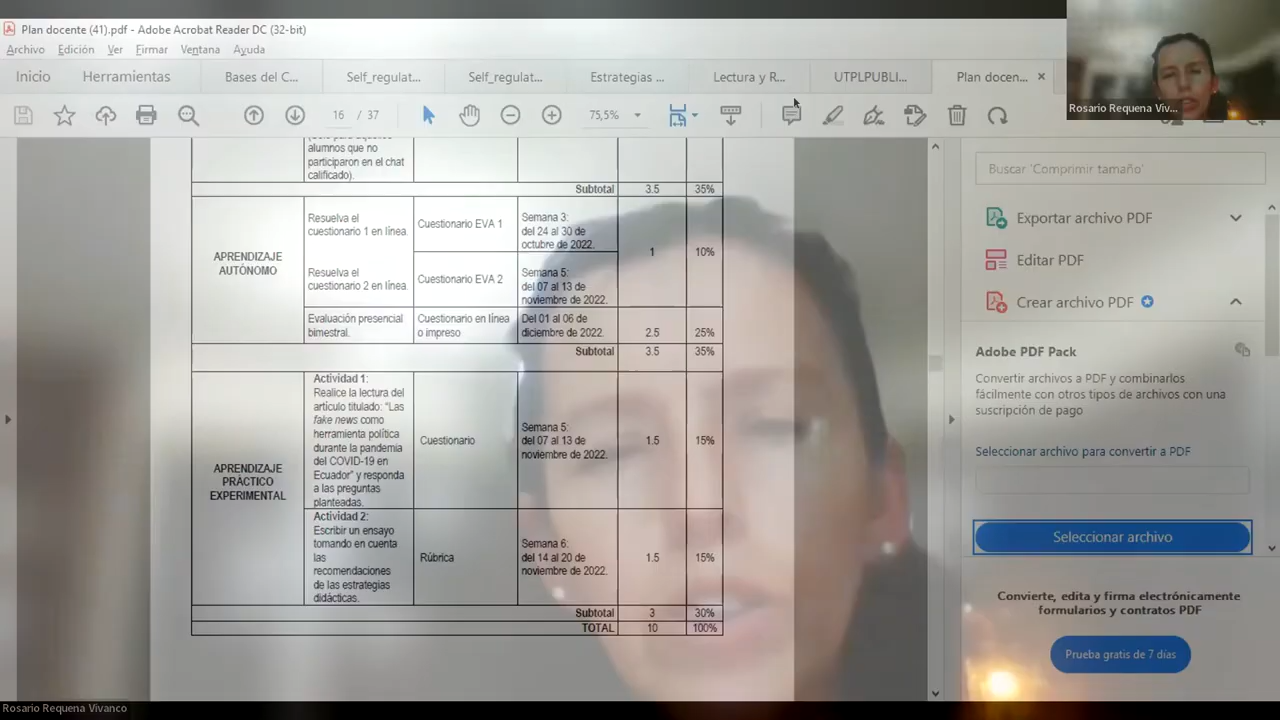 Plan docente (41).pdf - Adobe Acrobat Reader DC (32-bit)
Archivo Edición Ver Firmar Ventana Ayuda
Inicio Herramientas Bases del C... Self_regulat... Self_regulat... Estrategias ... Lectura y R... UTPLPUBLI... Plan docen... ×
16 / 37 75,5%
Rosario Requena Viv...
alumnos que no
participaron en el chat
calificado).
Subtotal 3.5 35%
APRENDIZAJE
AUTÓNOMO
Resuelva el
cuestionario 1 en línea.
Cuestionario EVA 1
Semana 3:
del 24 al 30 de
octubre de 2022.
1 10%
Resuelva el
cuestionario 2 en línea.
Cuestionario EVA 2
Semana 5:
del 07 al 13 de
noviembre de 2022.
Evaluación presencial
bimestral.
Cuestionario en línea
o impreso
Del 01 al 06 de
diciembre de 2022.
2.5 25%
Subtotal 3.5 35%
APRENDIZAJE
PRÀCTICO
EXPERIMENTAL
Actividad 1:
Realice la lectura del
artículo titulado: “Las
fake news como
herramienta política
durante la pandemia
del COVID-19 en
Ecuador” y responda
a las preguntas
planteadas.
Cuestionario
Semana 5:
del 07 al 13 de
noviembre de 2022.
1.5 15%
Actividad 2:
Escribir un ensayo
tomando en cuenta
las
recomendaciones
de las estrategias
didácticas.
Rúbrica
Semana 6:
del 14 al 20 de
noviembre de 2022.
1.5 15%
Subtotal 3 30%
TOTAL 10 100%
Buscar 'Comprimir tamaño'
Exportar archivo PDF
Editar PDF
Crear archivo PDF
Adobe PDF Pack
Convertir archivos a PDF y combinarlos
fácilmente con otros tipos de archivos con una
suscripción de pago
Seleccionar archivo para convertir a PDF
Seleccionar archivo
Convierte, edita y firma electrónicamente
formularios y contratos PDF
Prueba gratis de 7 días
Rosario Requena Vivanco